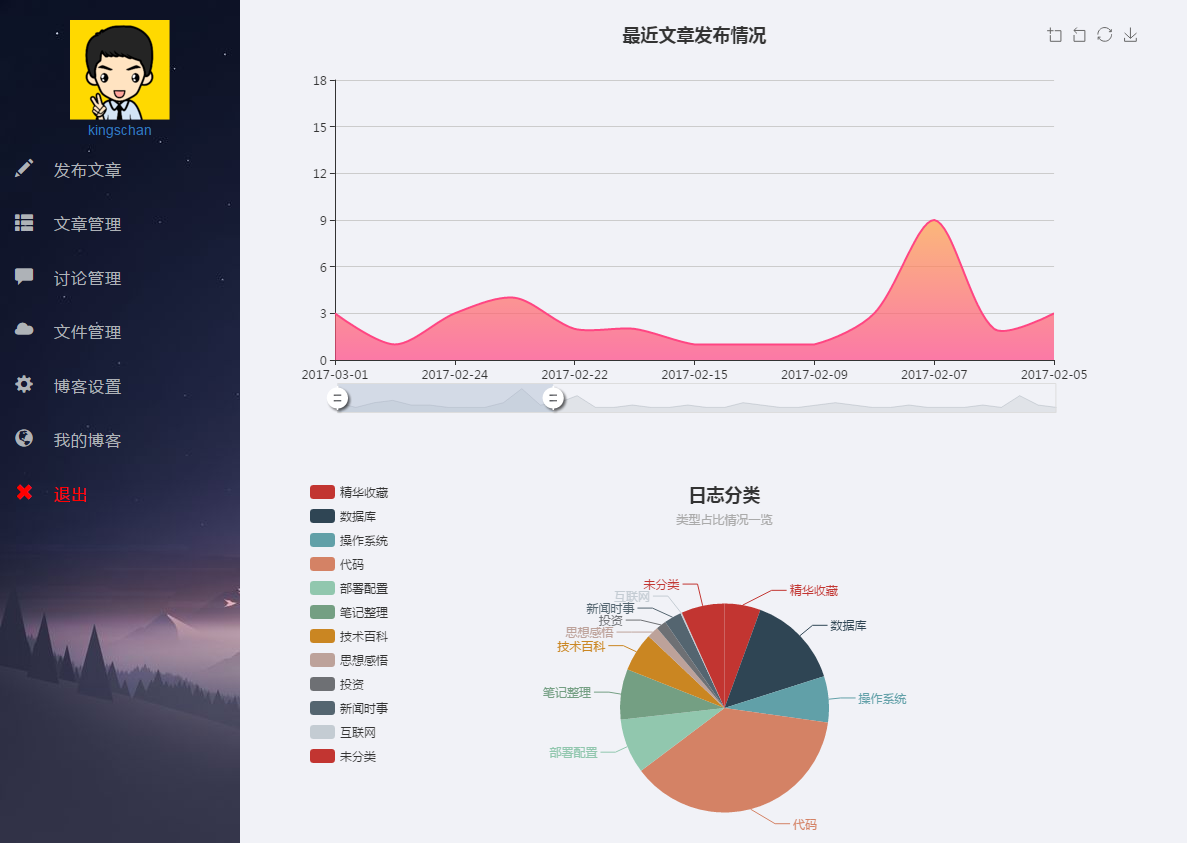 kingschan
发布文章
文章管理
讨论管理
文件管理
博客设置
我的博客
退出
最近文章发布情况
18
15
12
9
6
3
0
2017-03-01 2017-02-24 2017-02-22 2017-02-15 2017-02-09 2017-02-07 2017-02-05
日志分类
类型占比情况一览
精华收藏
数据库
操作系统
代码
部署配置
笔记整理
技术百科
思想感悟
投资
新闻时事
互联网
未分类
未分类
精华收藏
互联网
新闻时事
投资
数据库
思想感悟
技术百科
笔记整理
操作系统
部署配置
代码